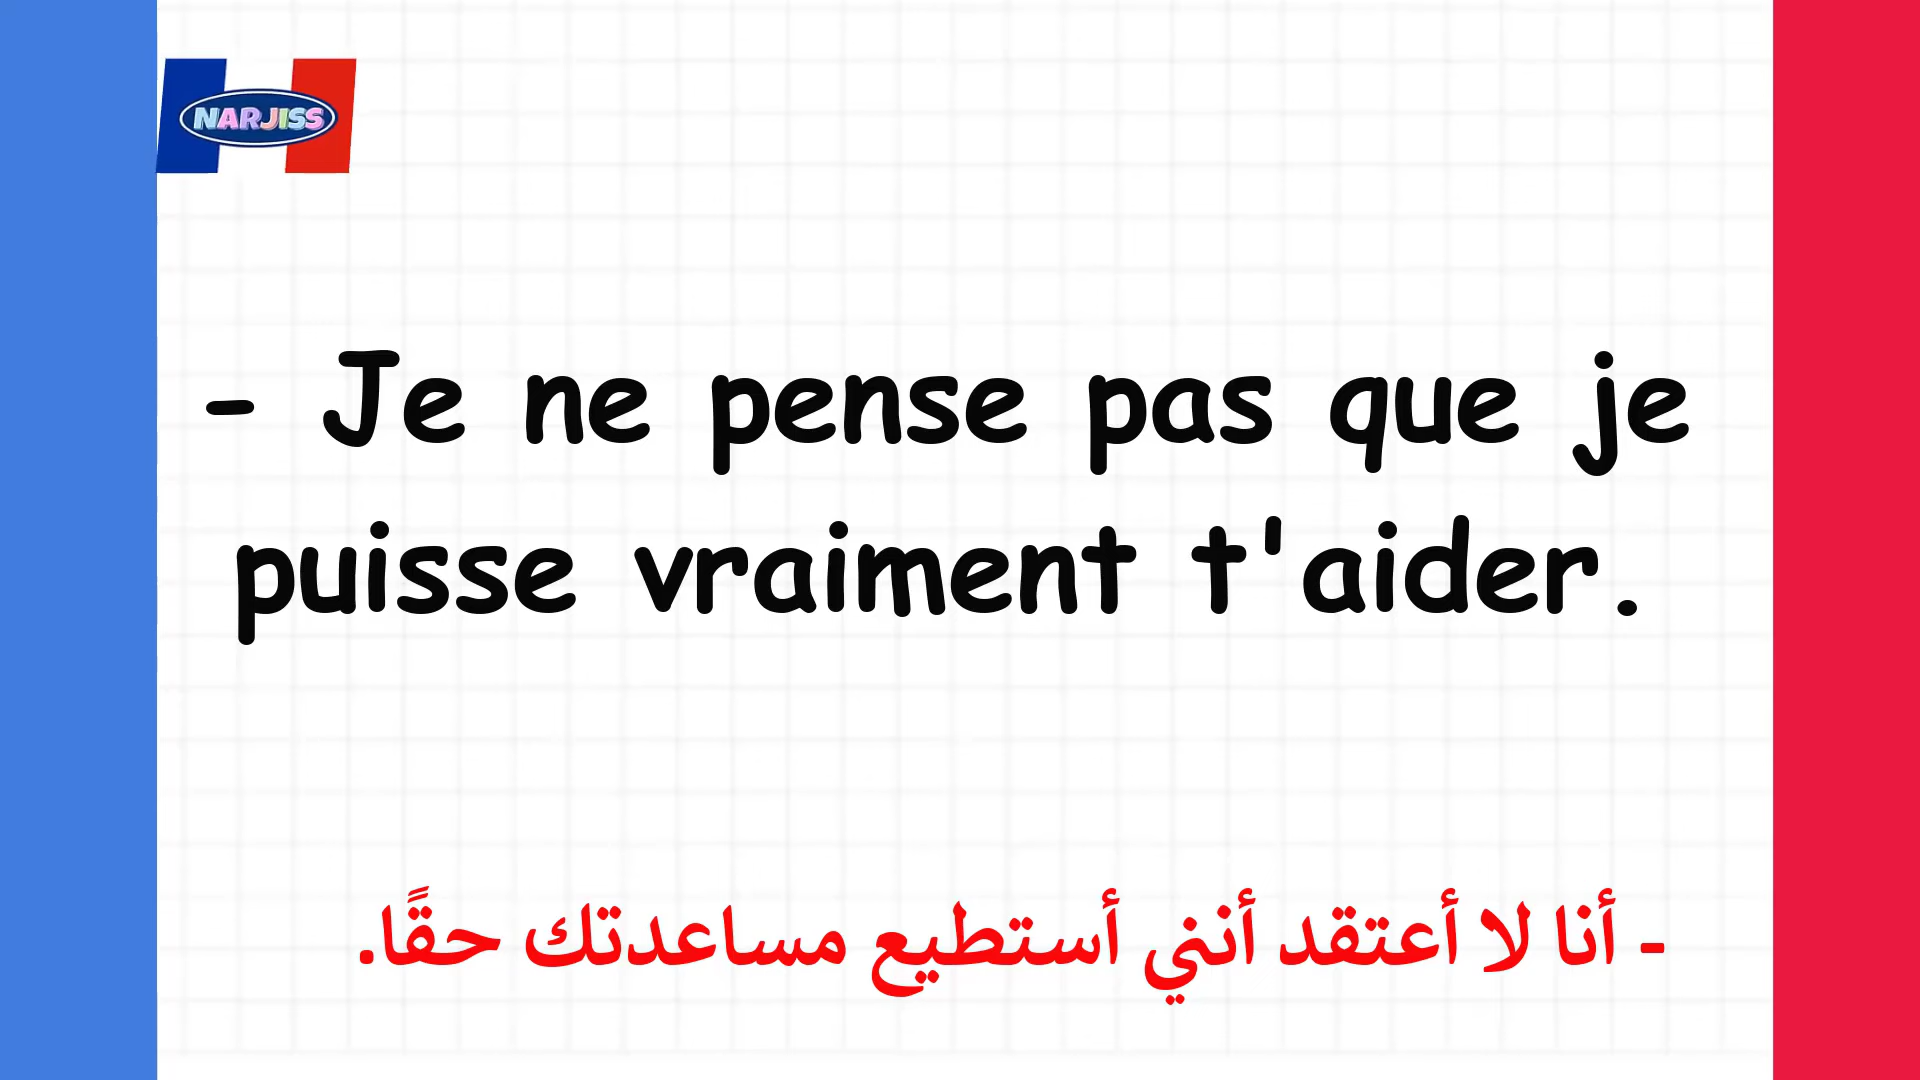 NARJISS
- Je ne pense pas que je
puisse vraiment t'aider.
- أنا لا أعتقد أنني أستطيع مساعدتك حقًا.